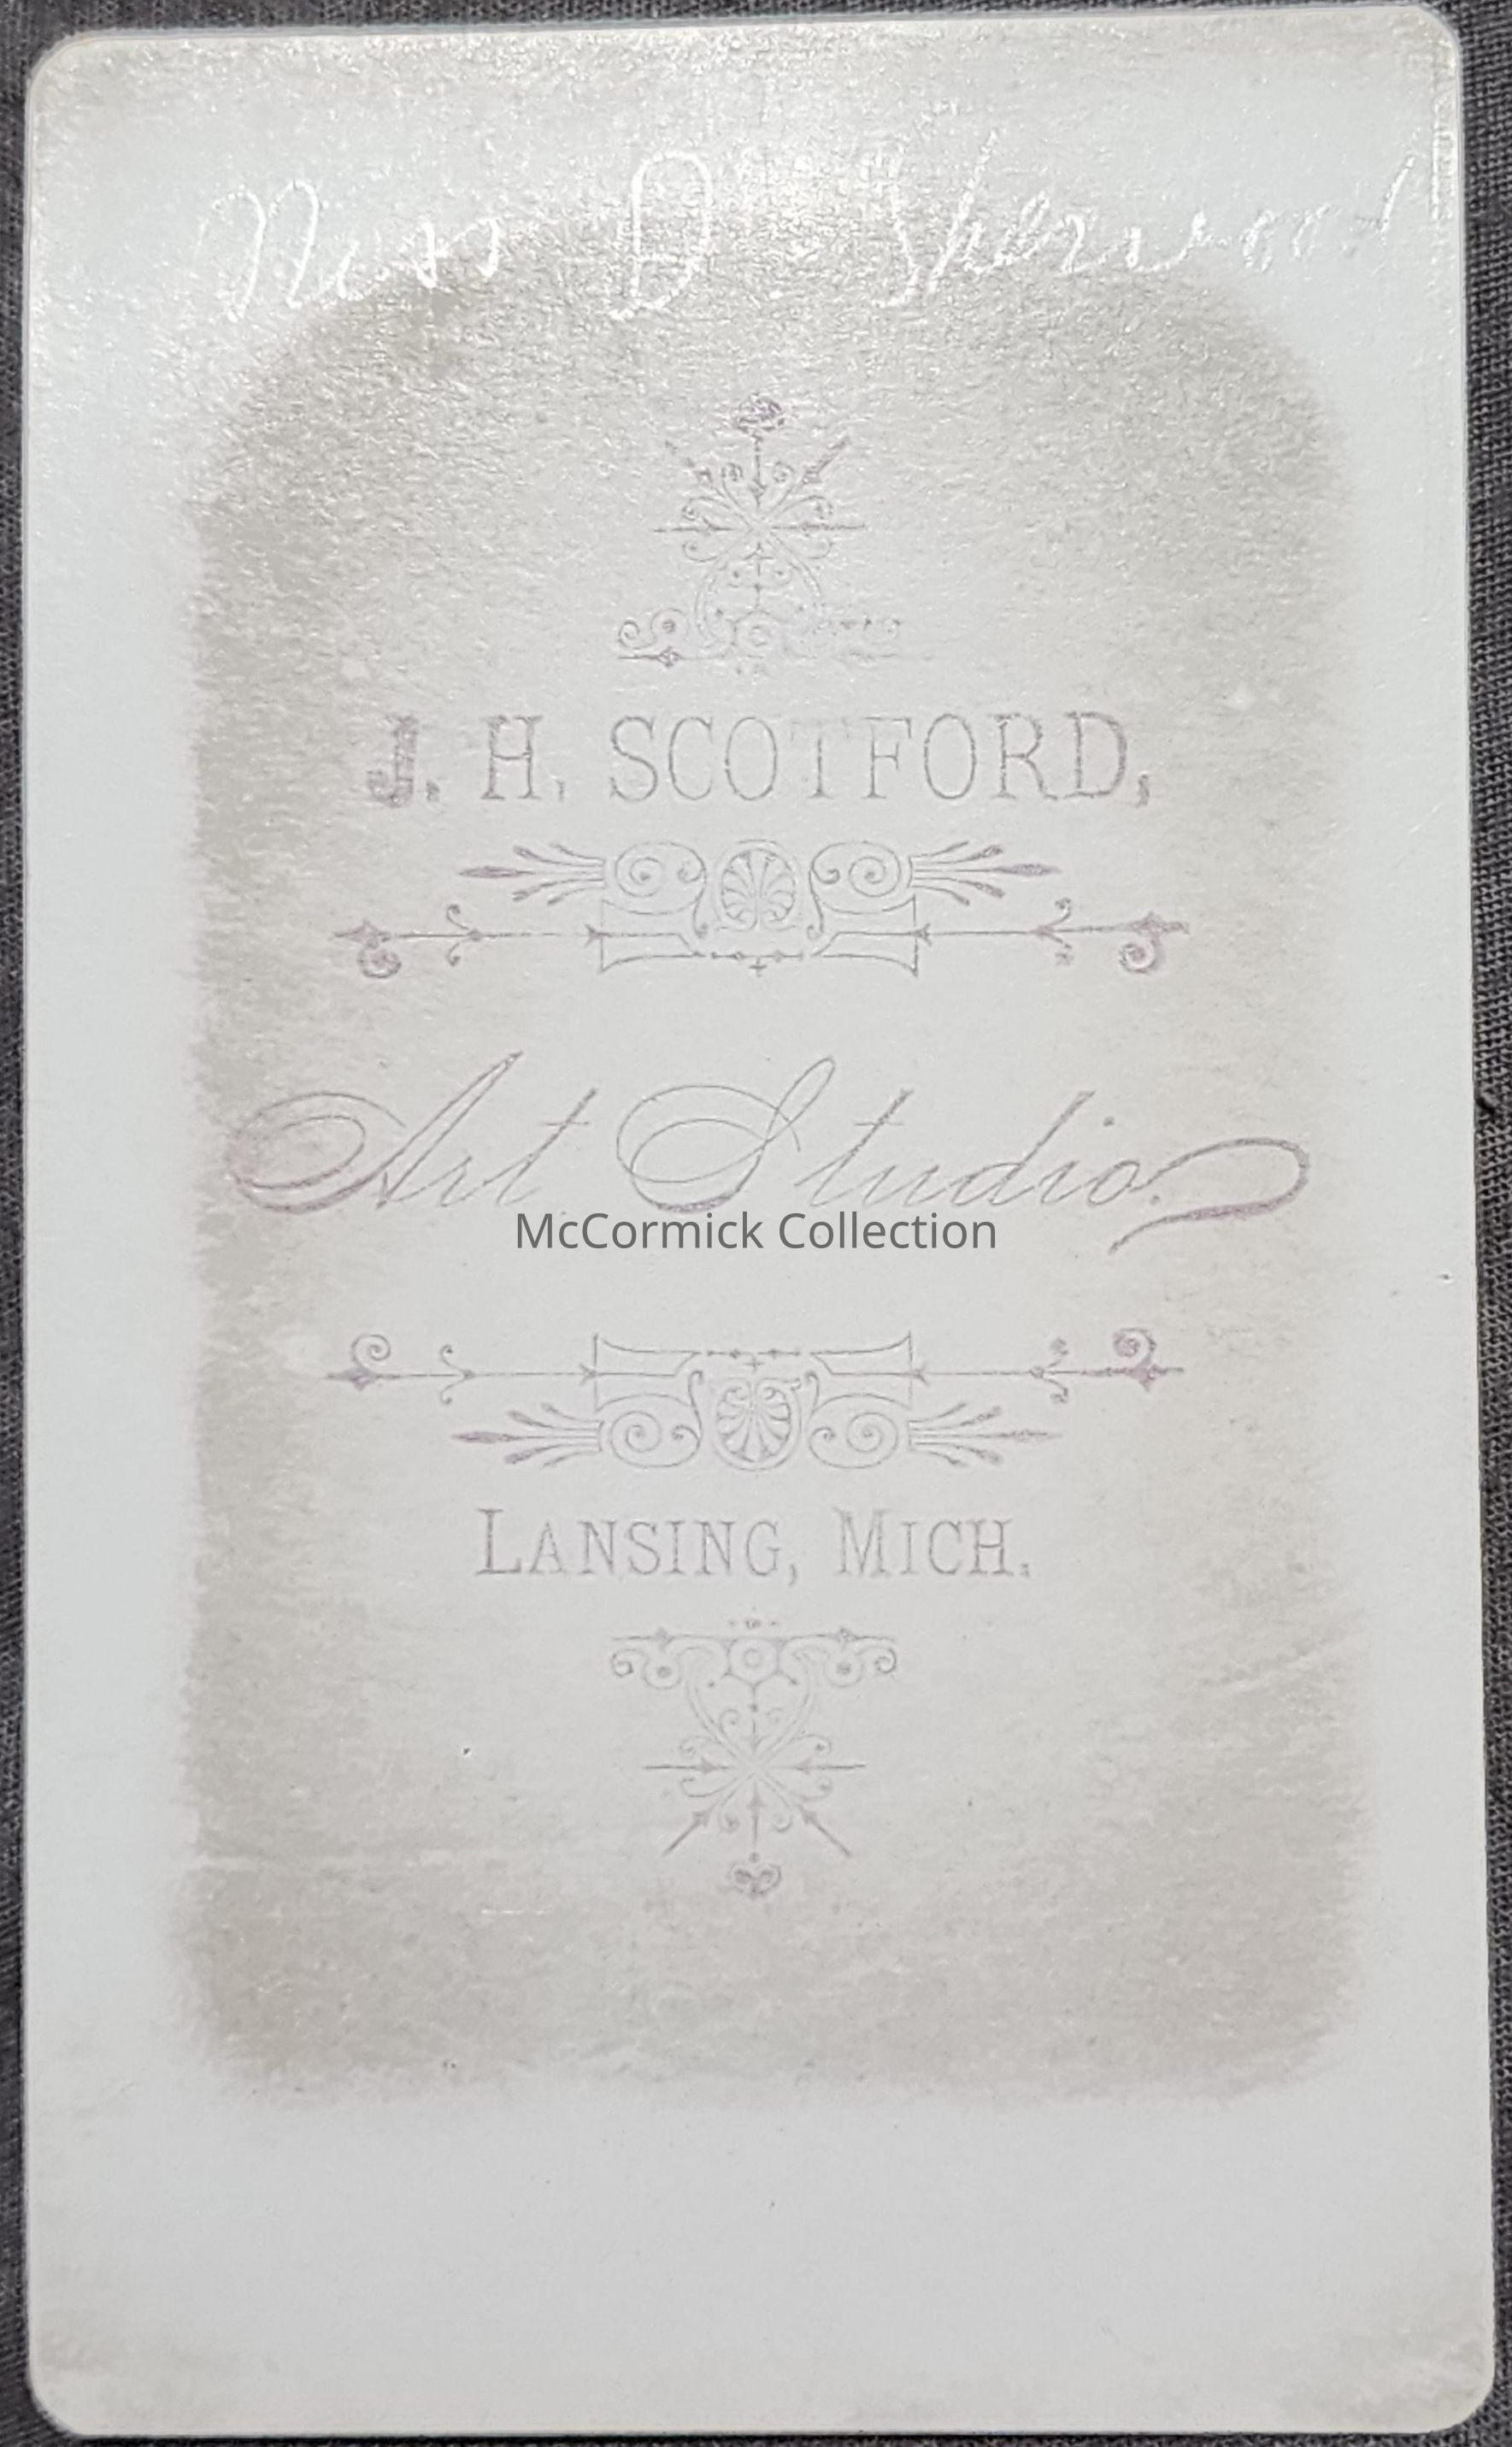 Miss D Sherwood
J. H. SCOTFORD,
Art Studio.
McCormick Collection
LANSING, MICH.